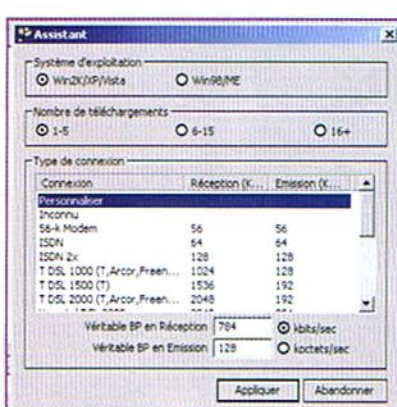 Assistant
Système d'exploitation
Win2K/XP/Vista Win98/ME
Nombre de téléchargements
1-5 6-15 16+
Type de connexion
Connexion Réception (K... Emission (K...
Personnaliser
Inconnu
56-k Modem 56 56
ISDN 64 64
ISDN 2x 128 128
T DSL 1000 (T,Arcor,Freen... 1024 128
T DSL 1500 (T) 1536 192
T DSL 2000 (T,Arcor,Freen... 2048 192
Véritable BP en Réception 784 kbits/sec
Véritable BP en Emission 128 koctets/sec
Appliquer Abandonner